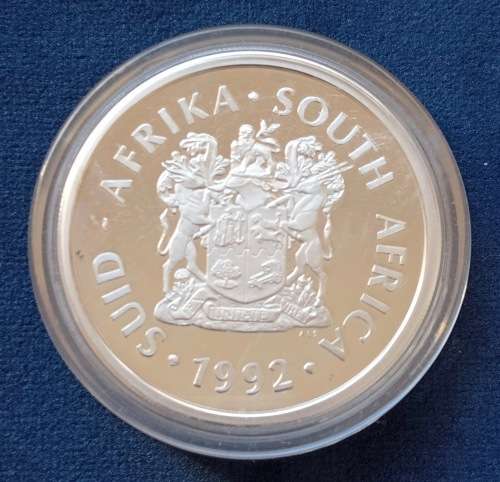 SUID-AFRIKA · SOUTH AFRICA
· 1992 ·